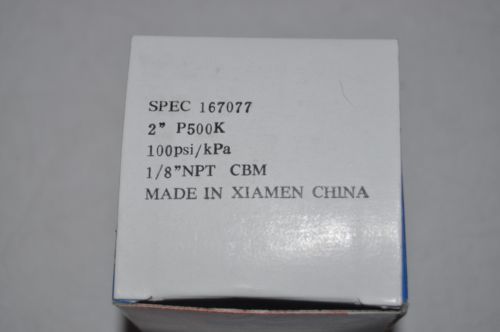 SPEC 167077
2" P500K
100psi/kPa
1/8"NPT CBM
MADE IN XIAMEN CHINA